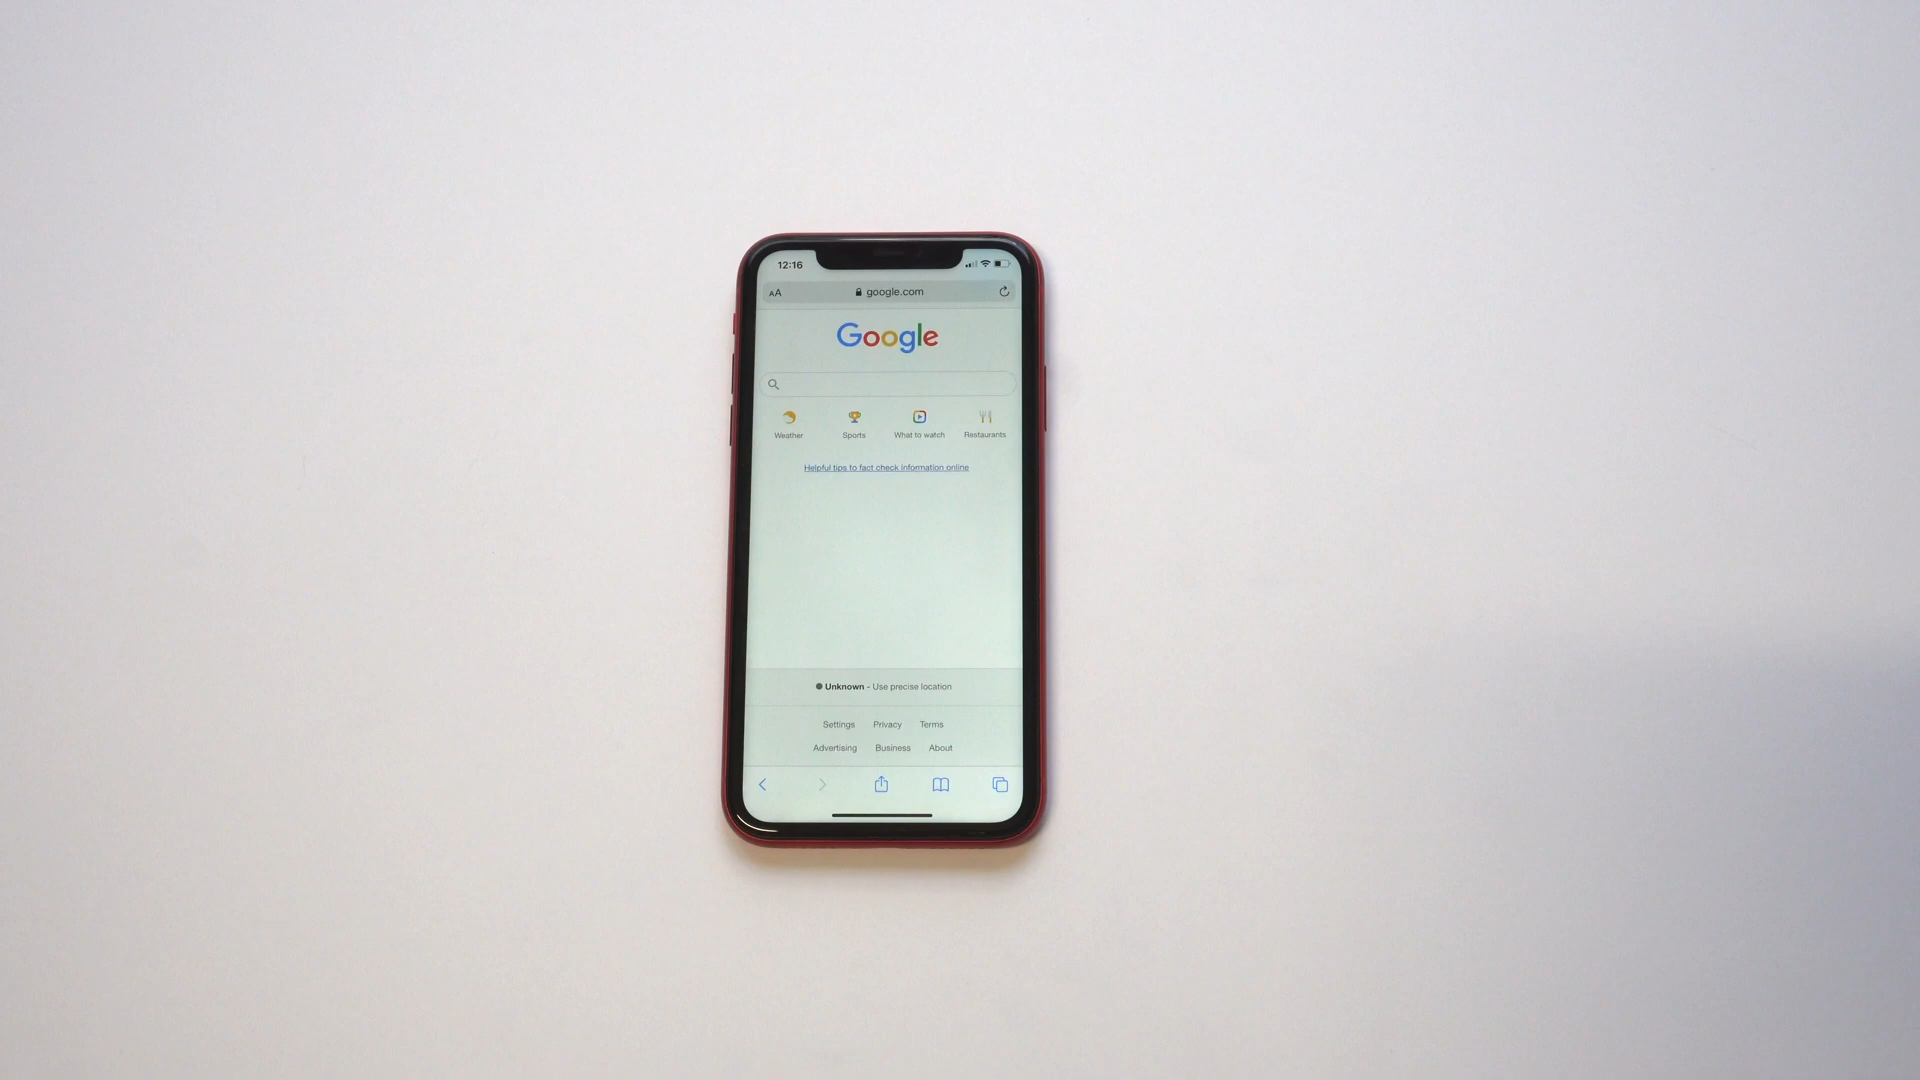 12:16
AA google.com
Google
Weather Sports What to watch Restaurants
Helpful tips to fact check information online
Unknown - Use precise location
Settings Privacy Terms
Advertising Business About